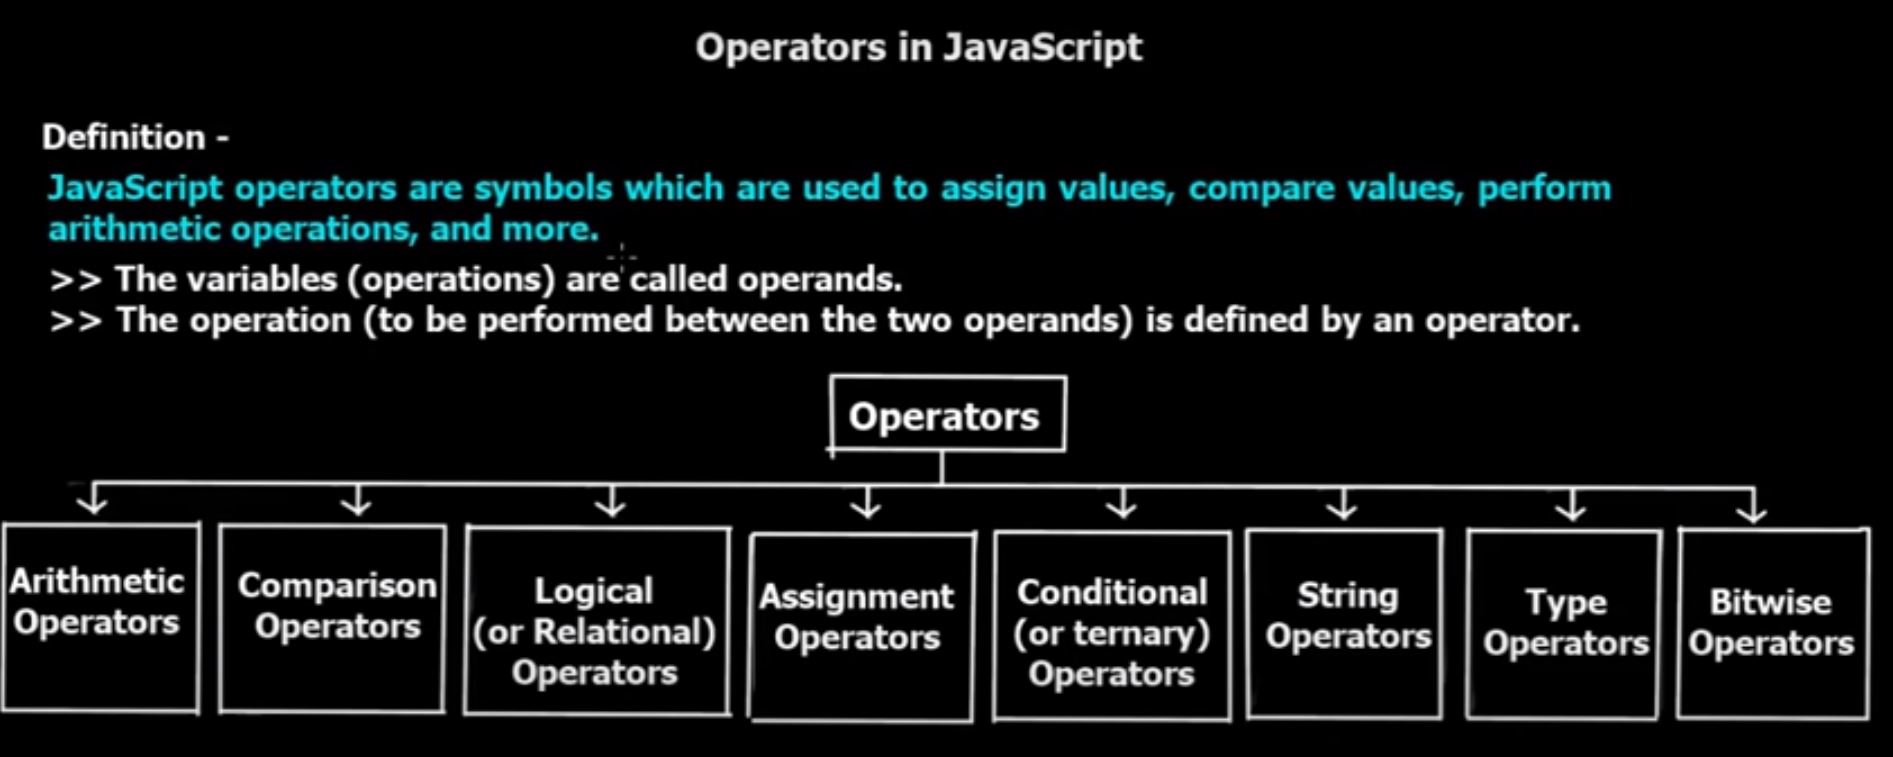 Operators in JavaScript
Definition -
JavaScript operators are symbols which are used to assign values, compare values, perform
arithmetic operations, and more.
>> The variables (operations) are called operands.
>> The operation (to be performed between the two operands) is defined by an operator.
Operators
Arithmetic
Operators
Comparison
Operators
Logical
(or Relational)
Operators
Assignment
Operators
Conditional
(or ternary)
Operators
String
Operators
Type
Operators
Bitwise
Operators